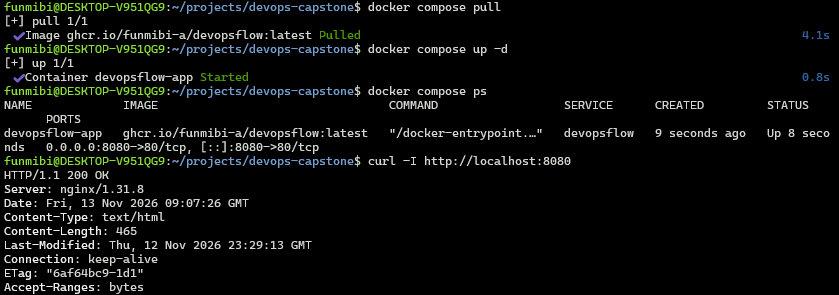 funmibi@DESKTOP-V951QG9:~/projects/devops-capstone$ docker compose pull
[+] pull 1/1
✔Image ghcr.io/funmibi-a/devopsflow:latest Pulled 4.1s
funmibi@DESKTOP-V951QG9:~/projects/devops-capstone$ docker compose up -d
[+] up 1/1
✔Container devopsflow-app Started 0.8s
funmibi@DESKTOP-V951QG9:~/projects/devops-capstone$ docker compose ps
NAME IMAGE COMMAND SERVICE CREATED STATUS
PORTS
devopsflow-app ghcr.io/funmibi-a/devopsflow:latest "/docker-entrypoint.…" devopsflow 9 seconds ago Up 8 seco
nds 0.0.0.0:8080->80/tcp, [::]:8080->80/tcp
funmibi@DESKTOP-V951QG9:~/projects/devops-capstone$ curl -I http://localhost:8080
HTTP/1.1 200 OK
Server: nginx/1.31.8
Date: Fri, 13 Nov 2026 09:07:26 GMT
Content-Type: text/html
Content-Length: 465
Last-Modified: Thu, 12 Nov 2026 23:29:13 GMT
Connection: keep-alive
ETag: "6af64bc9-1d1"
Accept-Ranges: bytes